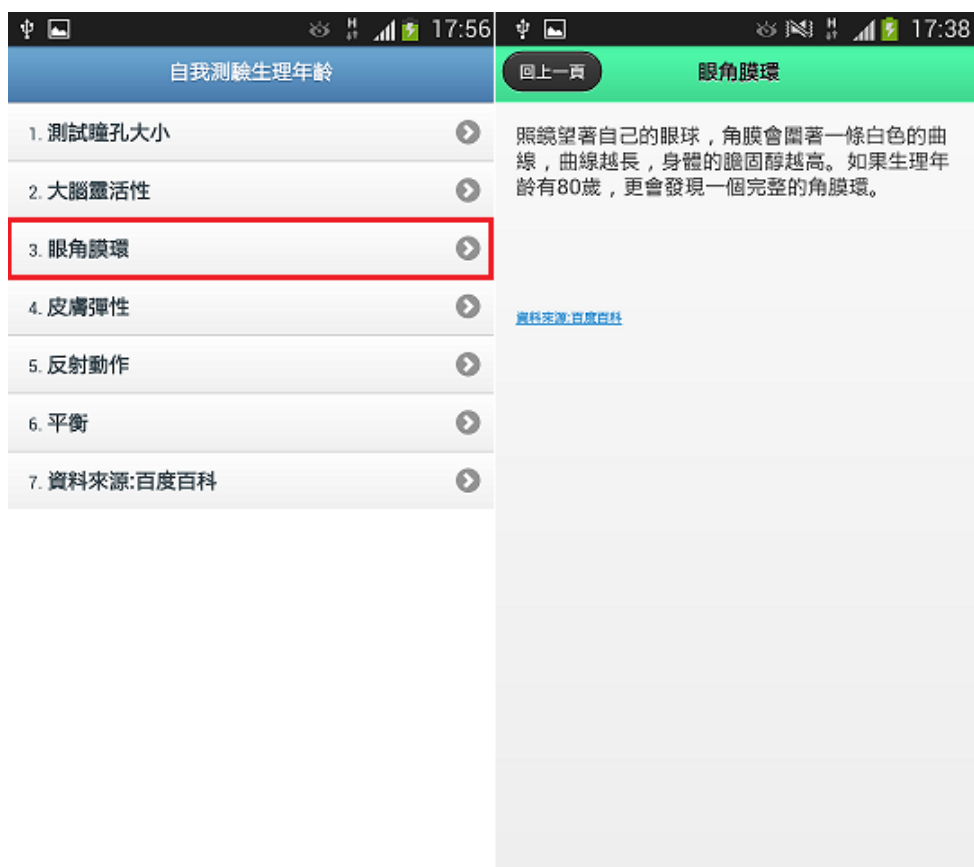 17:56
自我測驗生理年齡
1. 測試瞳孔大小
2. 大腦靈活性
3. 眼角膜環
4. 皮膚彈性
5. 反射動作
6. 平衡
7. 資料來源:百度百科
17:38
回上一頁
眼角膜環
照鏡望著自己的眼球，角膜會圍著一條白色的曲
線，曲線越長，身體的膽固醇越高。如果生理年
齡有80歲，更會發現一個完整的角膜環。
資料來源:百度百科